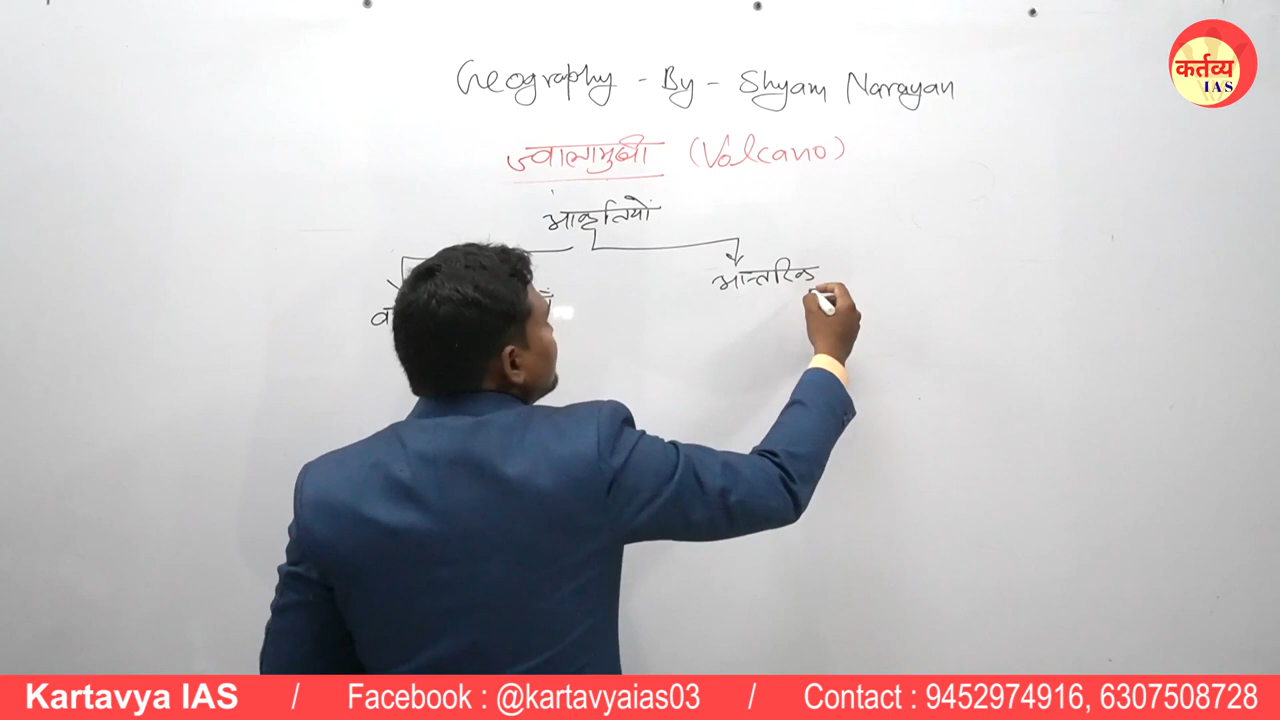 कर्तव्य
IAS
Geography - By - Shyam Narayan
ज्वालामुखी (Volcano)
आकृतियों
आन्तरिक
Kartavya IAS / Facebook : @kartavyaias03 / Contact : 9452974916, 6307508728